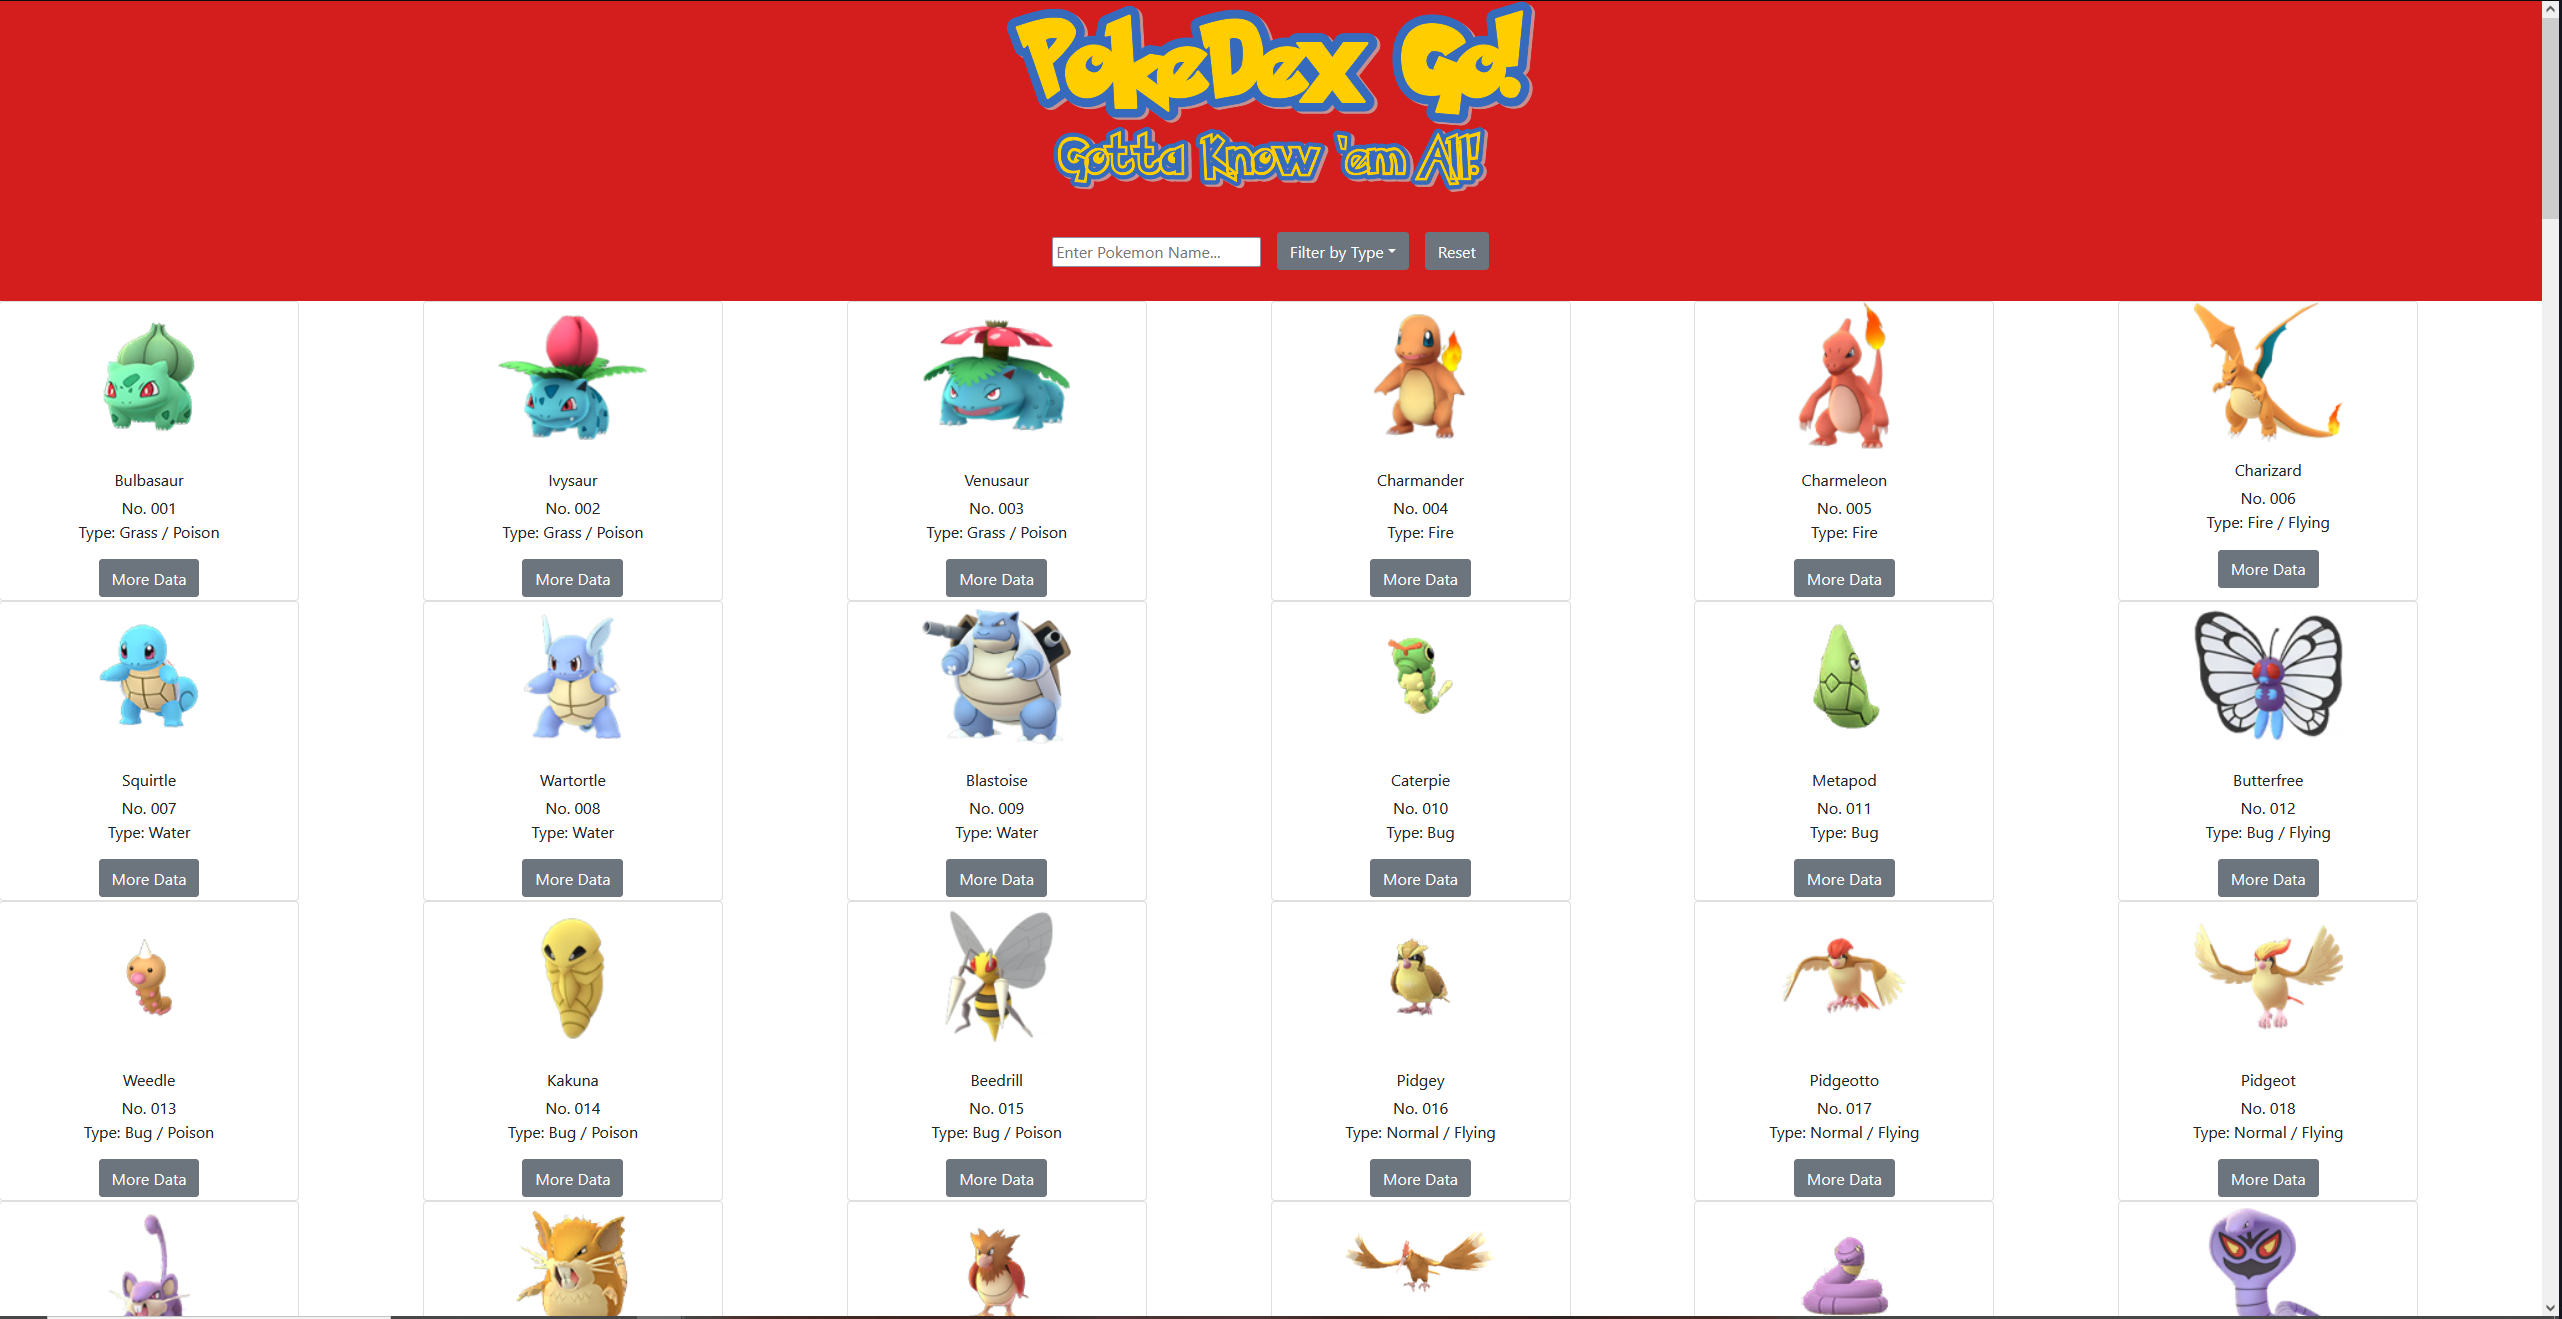 PokeDex Go!
Gotta Know 'em All!
Enter Pokemon Name... Filter by Type Reset
Bulbasaur
No. 001
Type: Grass / Poison
More Data
Ivysaur
No. 002
Type: Grass / Poison
More Data
Venusaur
No. 003
Type: Grass / Poison
More Data
Charmander
No. 004
Type: Fire
More Data
Charmeleon
No. 005
Type: Fire
More Data
Charizard
No. 006
Type: Fire / Flying
More Data
Squirtle
No. 007
Type: Water
More Data
Wartortle
No. 008
Type: Water
More Data
Blastoise
No. 009
Type: Water
More Data
Caterpie
No. 010
Type: Bug
More Data
Metapod
No. 011
Type: Bug
More Data
Butterfree
No. 012
Type: Bug / Flying
More Data
Weedle
No. 013
Type: Bug / Poison
More Data
Kakuna
No. 014
Type: Bug / Poison
More Data
Beedrill
No. 015
Type: Bug / Poison
More Data
Pidgey
No. 016
Type: Normal / Flying
More Data
Pidgeotto
No. 017
Type: Normal / Flying
More Data
Pidgeot
No. 018
Type: Normal / Flying
More Data